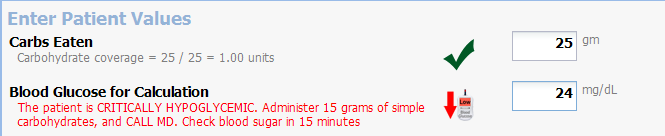 Enter Patient Values
Carbs Eaten
25 gm
Carbohydrate coverage = 25 / 25 = 1.00 units
Blood Glucose for Calculation
LOW
24 mg/dL
The patient is CRITICALLY HYPOGLYCEMIC. Administer 15 grams of simple
carbohydrates, and CALL MD. Check blood sugar in 15 minutes